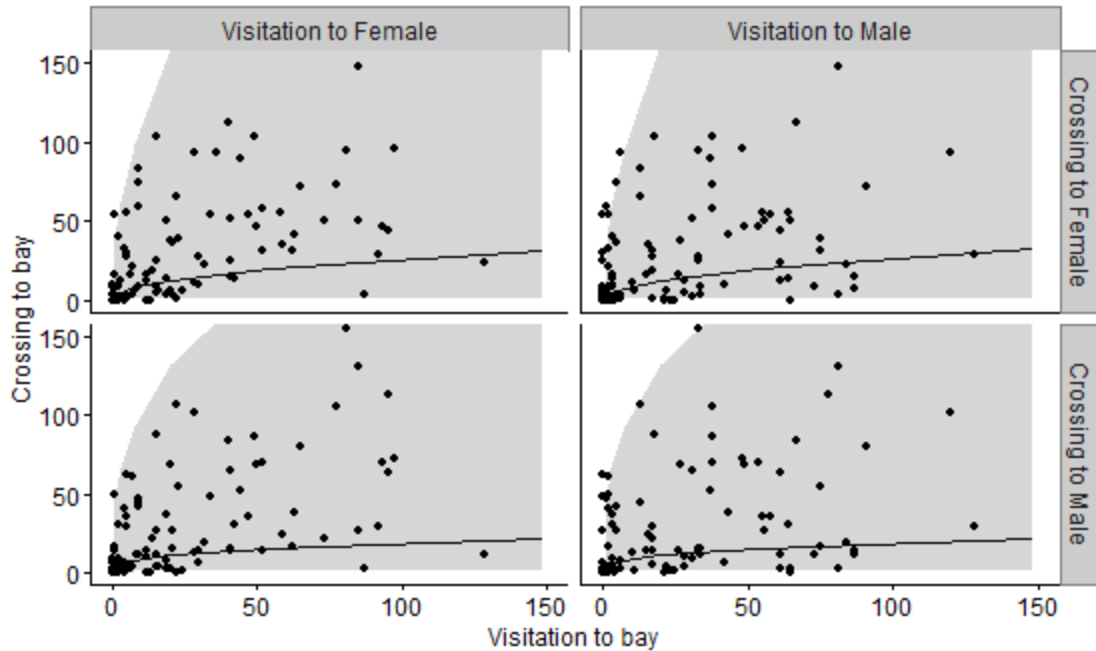 Visitation to Female
Visitation to Male
150
100
50
0
Crossing to Female
150
100
50
0
Crossing to Male
Crossing to bay
0
50
100
150
0
50
100
150
Visitation to bay